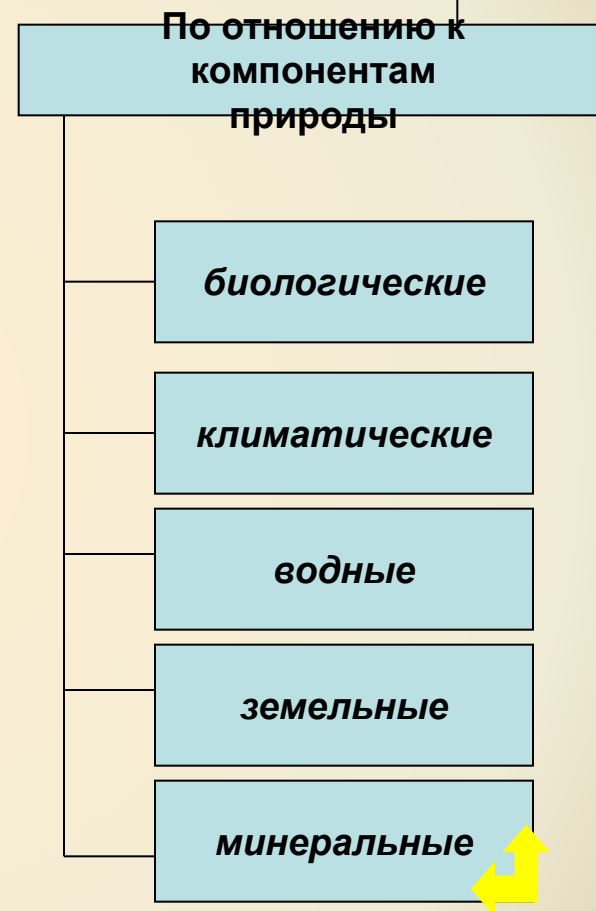 По отношению к
компонентам
природы
биологические
климатические
водные
земельные
минеральные